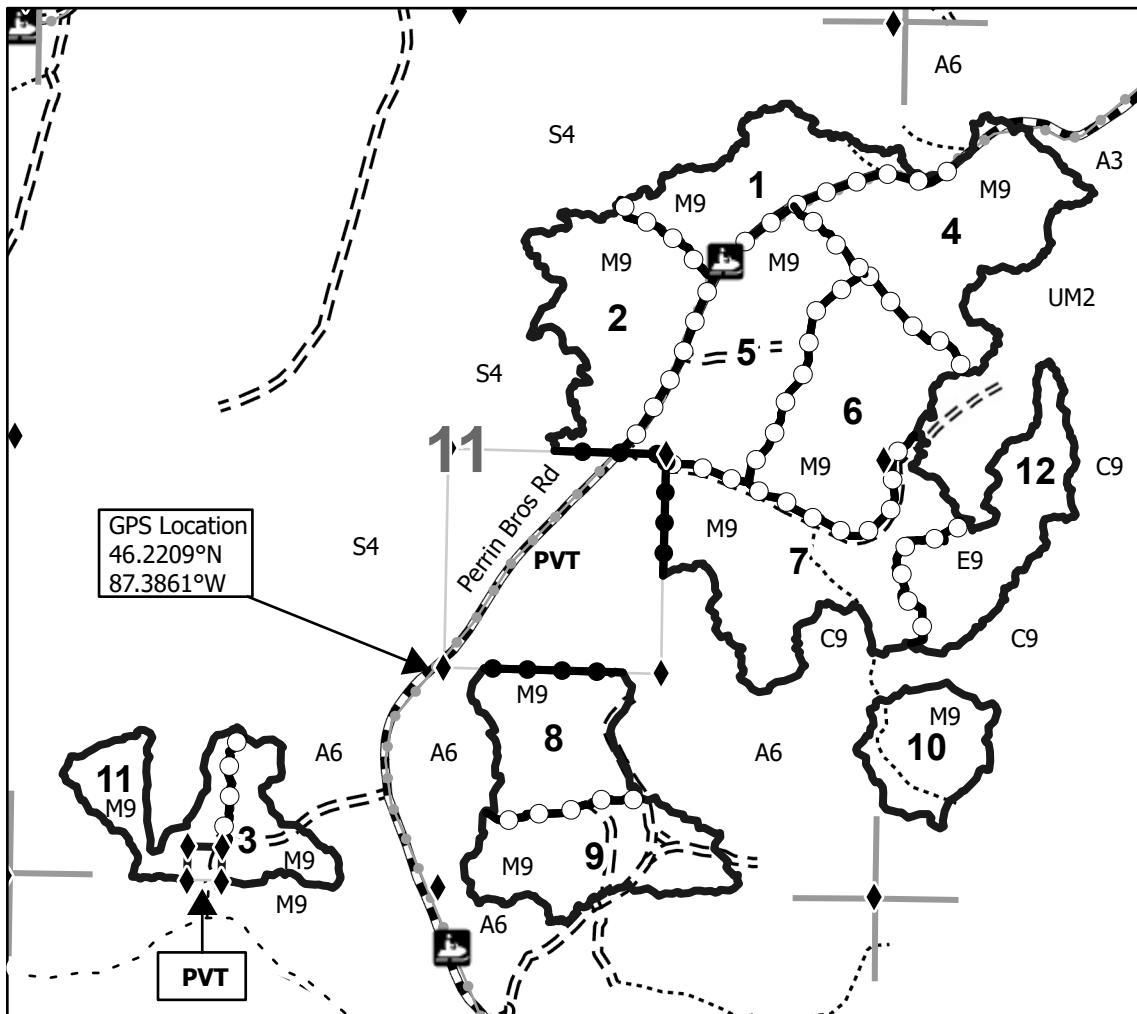 A6
S4
A3
1
M9
M9
4
M9
M9
2
UM2
5
S4
6
11
M9
12
C9
GPS Location
46.2209°N
87.3861°W
S4
Perrin Bros Rd
PVT
M9
7
E9
C9
C9
M9
8
M9
10
A6
A6
A6
11
M9
3
M9
M9
9
M9
A6
PVT